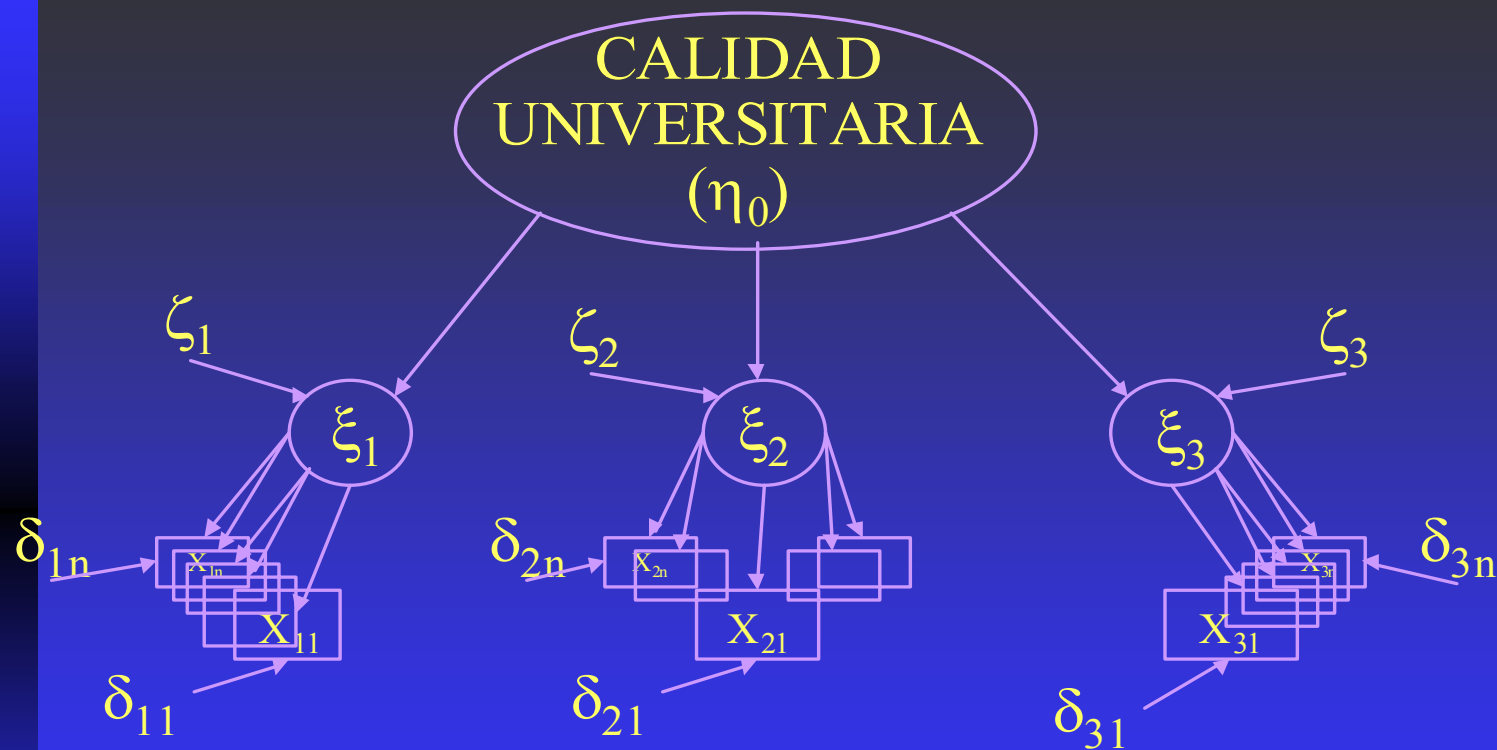 CALIDAD
UNIVERSITARIA
(η₀)
ζ₁ ζ₂ ζ₃
ξ₁ ξ₂ ξ₃
δ₁ₙ X₁ₙ δ₂ₙ X₂ₙ X₃ₙ δ₃ₙ
X₁₁ X₂₁ X₃₁
δ₁₁ δ₂₁ δ₃₁